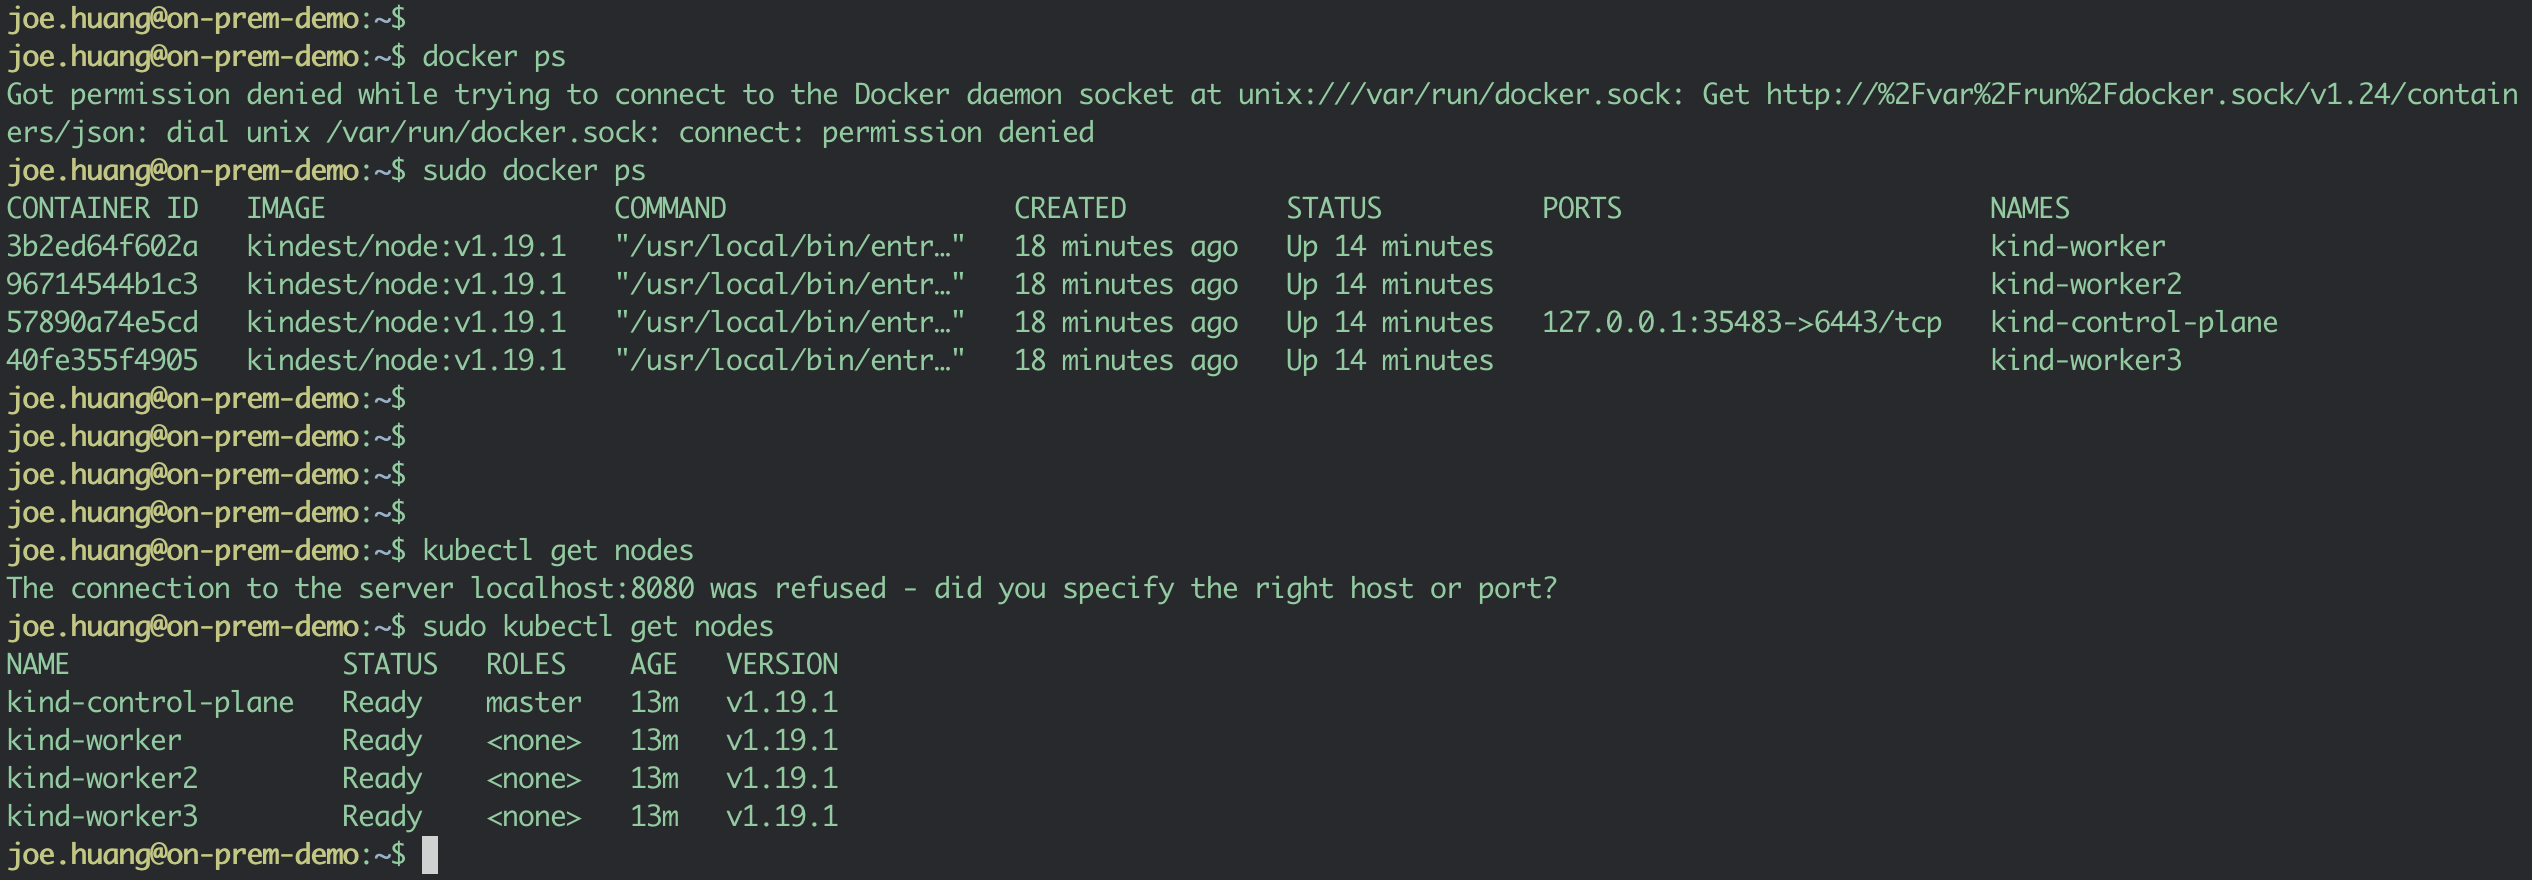 joe.huang@on-prem-demo:~$
joe.huang@on-prem-demo:~$ docker ps
Got permission denied while trying to connect to the Docker daemon socket at unix:///var/run/docker.sock: Get http://%2Fvar%2Frun%2Fdocker.sock/v1.24/contain
ers/json: dial unix /var/run/docker.sock: connect: permission denied
joe.huang@on-prem-demo:~$ sudo docker ps
CONTAINER ID   IMAGE                  COMMAND                  CREATED          STATUS          PORTS                       NAMES
3b2ed64f602a   kindest/node:v1.19.1   "/usr/local/bin/entr…"   18 minutes ago   Up 14 minutes                               kind-worker
96714544b1c3   kindest/node:v1.19.1   "/usr/local/bin/entr…"   18 minutes ago   Up 14 minutes                               kind-worker2
57890a74e5cd   kindest/node:v1.19.1   "/usr/local/bin/entr…"   18 minutes ago   Up 14 minutes   127.0.0.1:35483->6443/tcp   kind-control-plane
40fe355f4905   kindest/node:v1.19.1   "/usr/local/bin/entr…"   18 minutes ago   Up 14 minutes                               kind-worker3
joe.huang@on-prem-demo:~$
joe.huang@on-prem-demo:~$
joe.huang@on-prem-demo:~$
joe.huang@on-prem-demo:~$
joe.huang@on-prem-demo:~$ kubectl get nodes
The connection to the server localhost:8080 was refused - did you specify the right host or port?
joe.huang@on-prem-demo:~$ sudo kubectl get nodes
NAME                 STATUS   ROLES    AGE   VERSION
kind-control-plane   Ready    master   13m   v1.19.1
kind-worker          Ready    <none>   13m   v1.19.1
kind-worker2         Ready    <none>   13m   v1.19.1
kind-worker3         Ready    <none>   13m   v1.19.1
joe.huang@on-prem-demo:~$